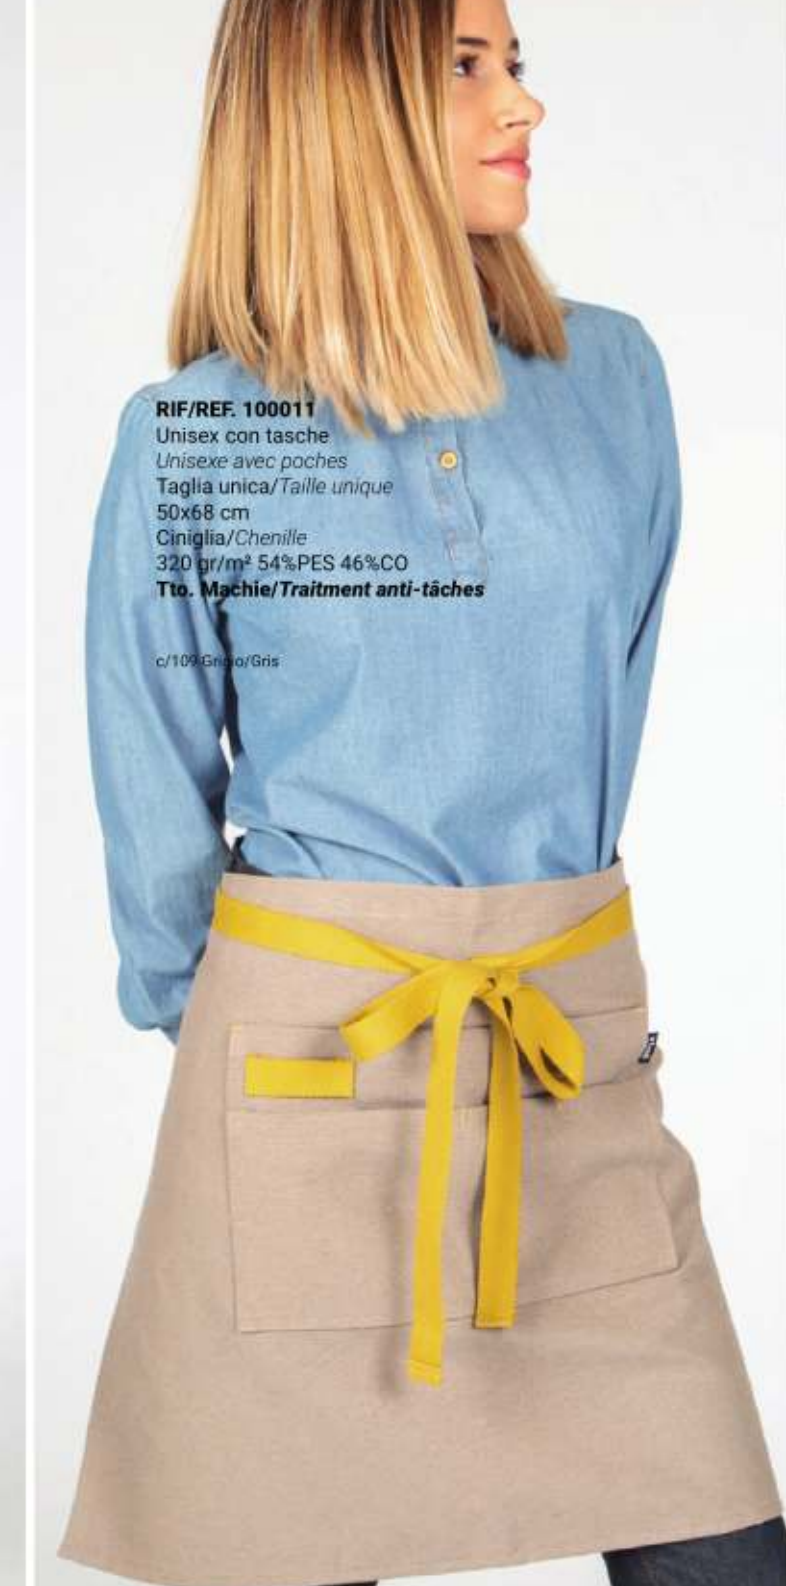 RIF/REF. 100011
Unisex con tasche
Unisexe avec poches
Taglia unica/Taille unique
50x68 cm
Ciniglia/Chenille
320 gr/m² 54%PES 46%CO
Tto. Machie/Traitment anti-tâches
c/109 Grigio/Gris